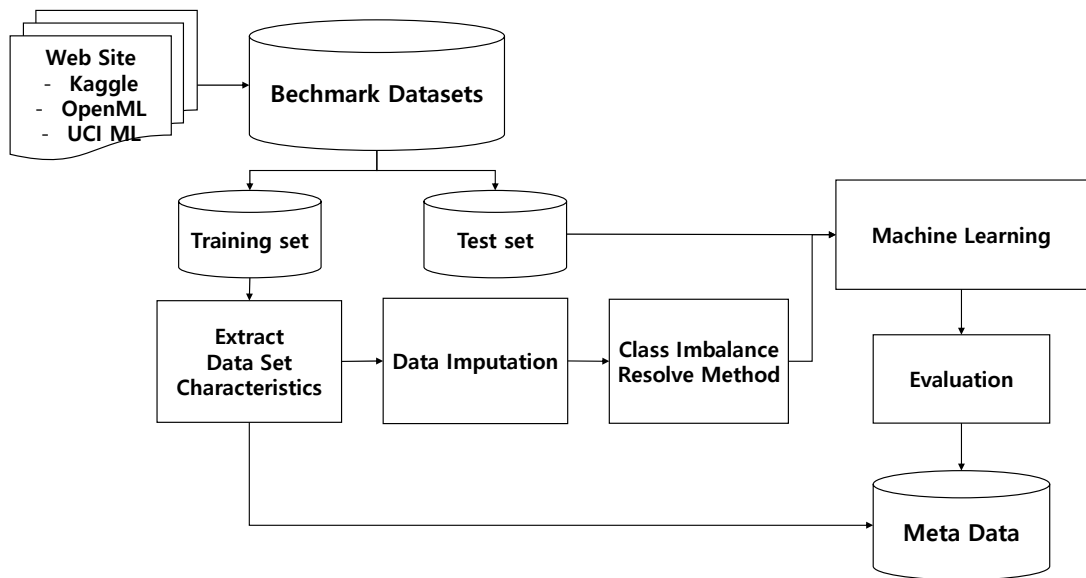 Web Site
- Kaggle
- OpenML
- UCI ML
Bechmark Datasets
Training set
Test set
Machine Learning
Extract
Data Set
Characteristics
Data Imputation
Class Imbalance
Resolve Method
Evaluation
Meta Data